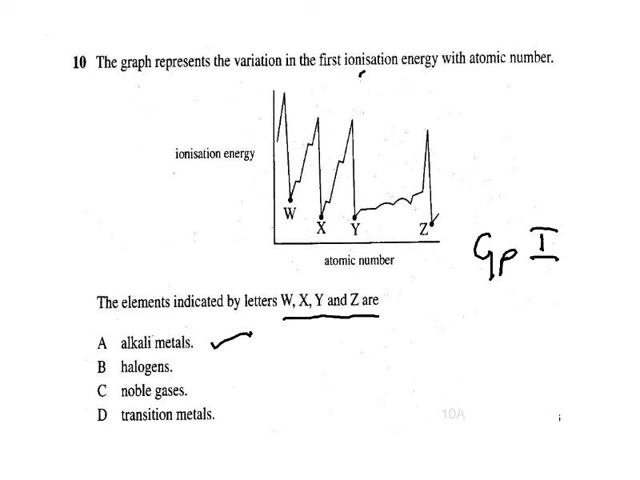 10 The graph represents the variation in the first ionisation energy with atomic number.
ionisation energy
W
X
Y
Z
atomic number
Gp I
The elements indicated by letters W, X, Y and Z are
A alkali metals.
B halogens.
C noble gases.
D transition metals.
10A